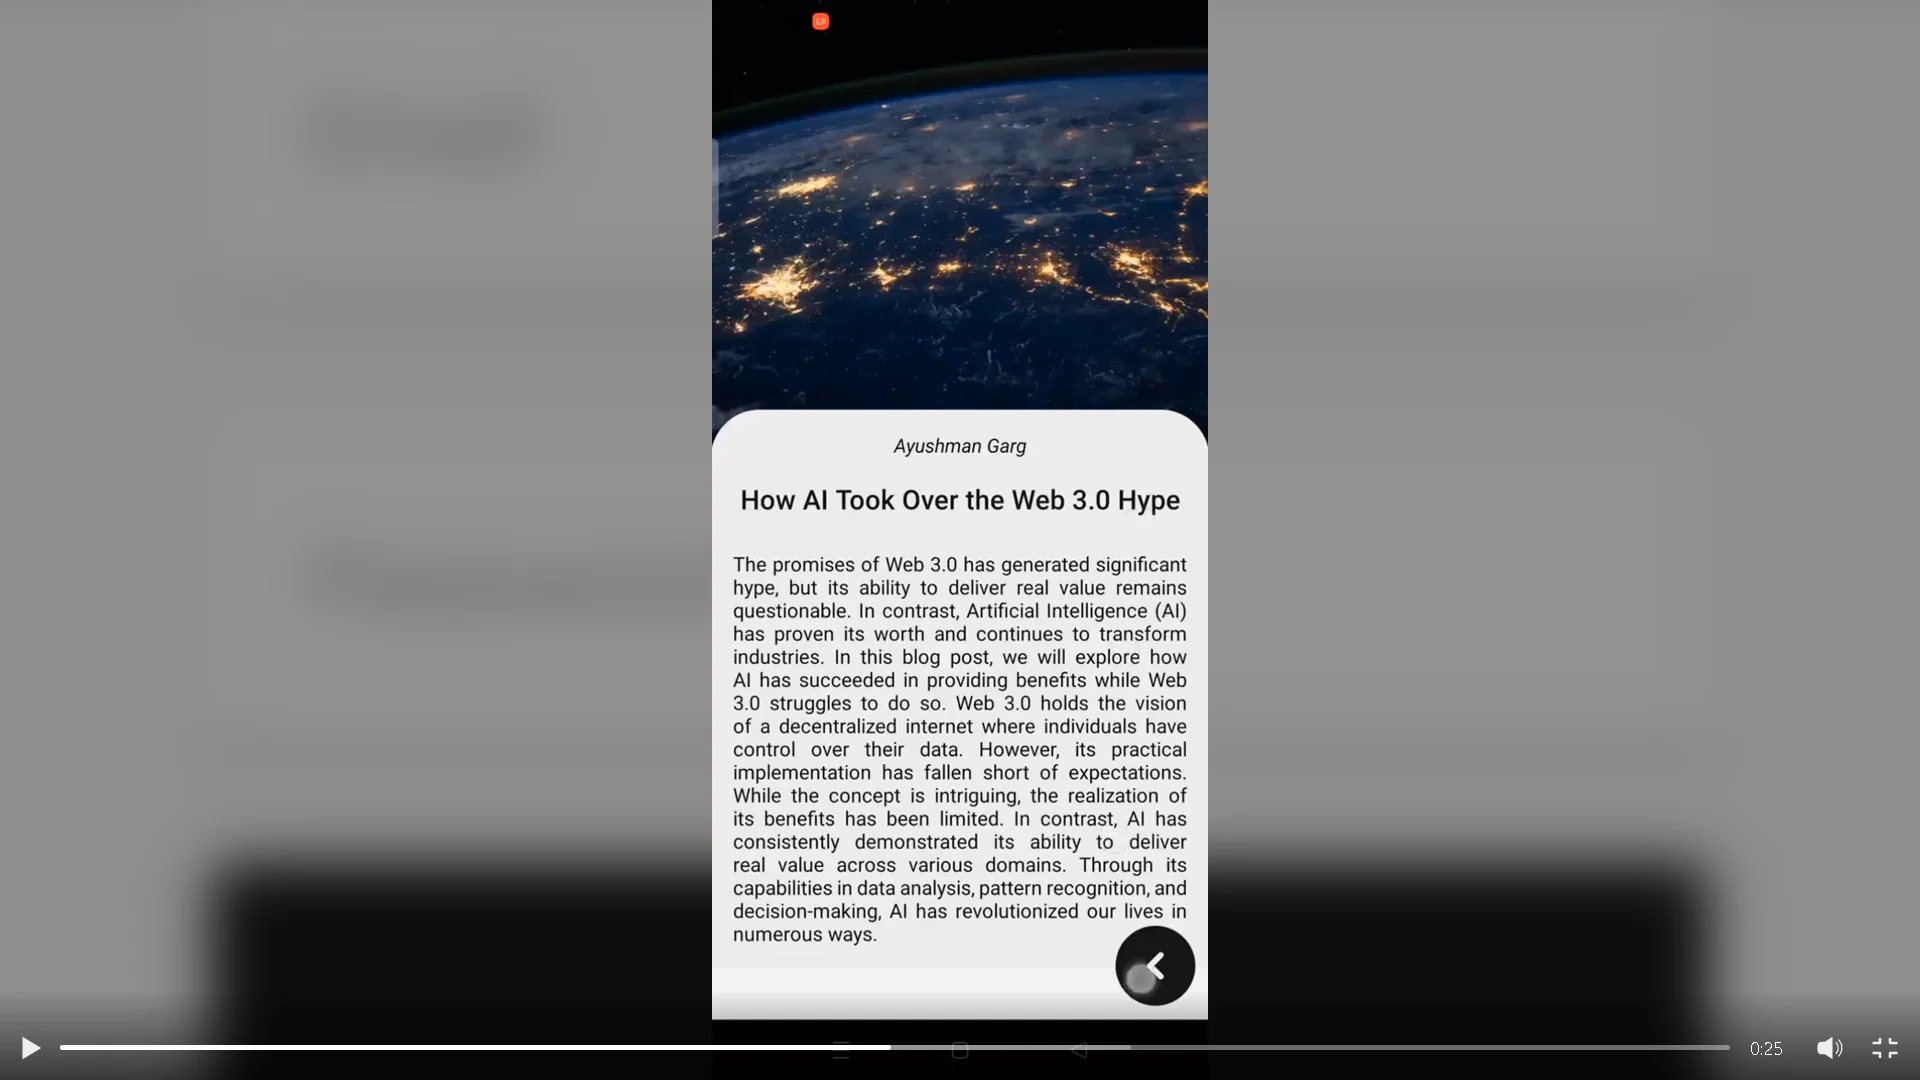 Ayushman Garg
How AI Took Over the Web 3.0 Hype
The promises of Web 3.0 has generated significant
hype, but its ability to deliver real value remains
questionable. In contrast, Artificial Intelligence (AI)
has proven its worth and continues to transform
industries. In this blog post, we will explore how
AI has succeeded in providing benefits while Web
3.0 struggles to do so. Web 3.0 holds the vision
of a decentralized internet where individuals have
control over their data. However, its practical
implementation has fallen short of expectations.
While the concept is intriguing, the realization of
its benefits has been limited. In contrast, AI has
consistently demonstrated its ability to deliver
real value across various domains. Through its
capabilities in data analysis, pattern recognition, and
decision-making, AI has revolutionized our lives in
numerous ways.
0:25